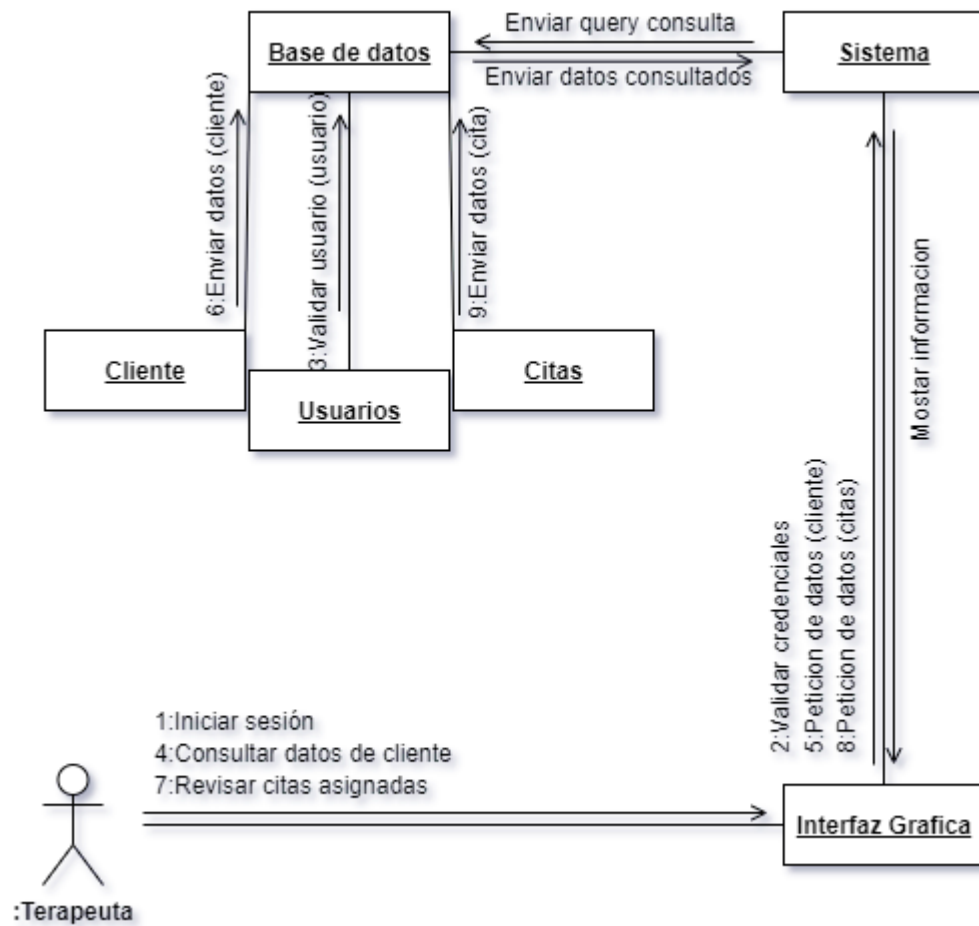 Enviar query consulta
Base de datos
Sistema
Enviar datos consultados
6:Enviar datos (cliente)
3:Validar usuario (usuario)
9:Enviar datos (cita)
Mostar informacion
Cliente
Usuarios
Citas
2:Validar credenciales
5:Peticion de datos (cliente)
8:Peticion de datos (citas)
1:Iniciar sesión
4:Consultar datos de cliente
7:Revisar citas asignadas
Interfaz Grafica
:Terapeuta